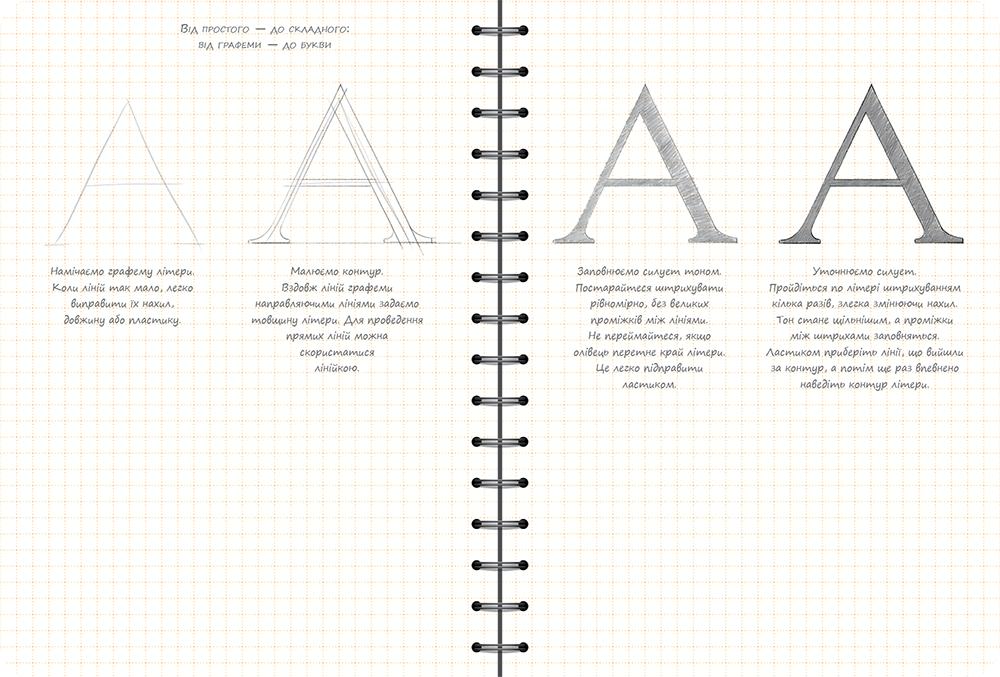 Від простого — до складного:
від графеми — до букви
Намічаємо графему літери.
Коли ліній так мало, легко
виправити їх нахил,
довжину або пластику.
Малюємо контур.
Вздовж ліній графеми
направляючими лініями задаємо
товщину літери. Для проведення
прямих ліній можна
скористатися
лінійкою.
Заповнюємо силует тоном.
Постарайтеся штрихувати
рівномірно, без великих
проміжків між лініями.
Не переймайтеся, якщо
олівець перетне край літери.
Це легко підправити
ластиком.
Уточнюємо силует.
Пройдіться по літері штрихуванням
кілька разів, злегка змінюючи нахил.
Тон стане щільнішим, а проміжки
між штрихами заповняться.
Ластиком приберіть лінії, що вийшли
за контур, а потім ще раз впевнено
наведіть контур літери.